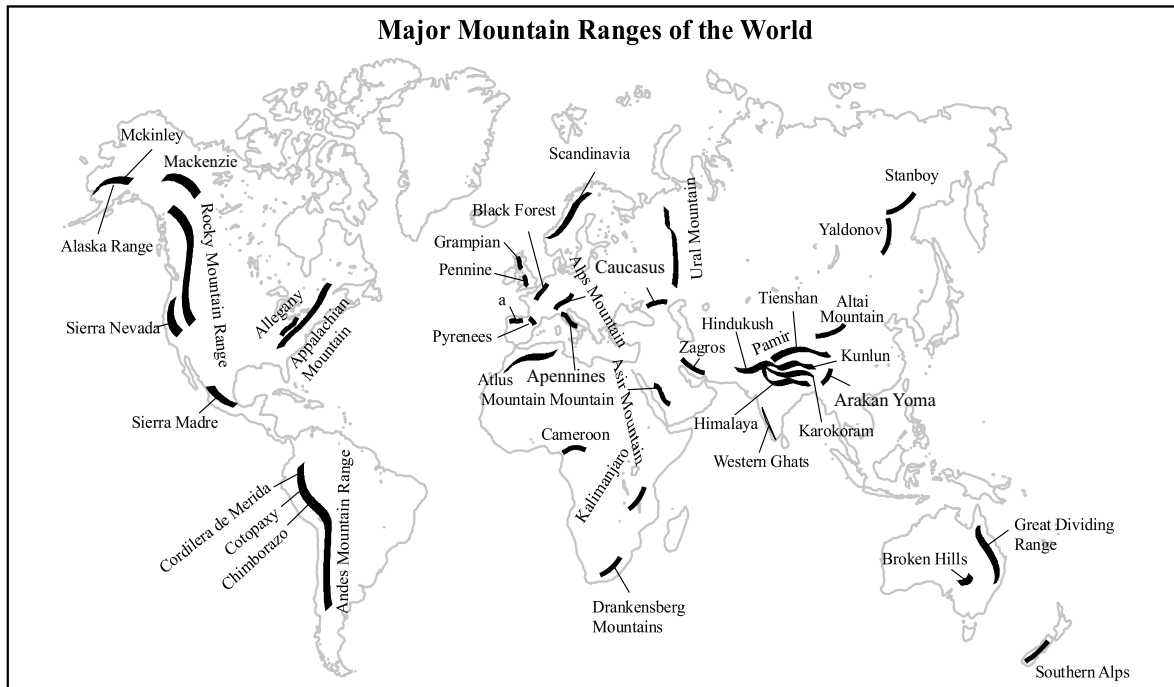 Major Mountain Ranges of the World
Mckinley
Mackenzie
Alaska Range
Rocky Mountain Range
Sierra Nevada
Allegany
Appalachian
Mountain
Sierra Madre
Cordilera de Merida
Cotopaxy
Chimborazo
Andes Mountain Range
Scandinavia
Black Forest
Grampian
Pennine
a
Pyrenees
Alps Mountain
Caucasus
Ural Mountain
Atlus
Mountain
Apennines
Mountain
Asir Mountain
Zagros
Cameroon
Kalimanjaro
Drankensberg
Mountains
Stanboy
Yaldonov
Tienshan
Altai
Mountain
Hindukush
Pamir
Kunlun
Arakan Yoma
Himalaya
Karokoram
Western Ghats
Great Dividing
Range
Broken Hills
Southern Alps